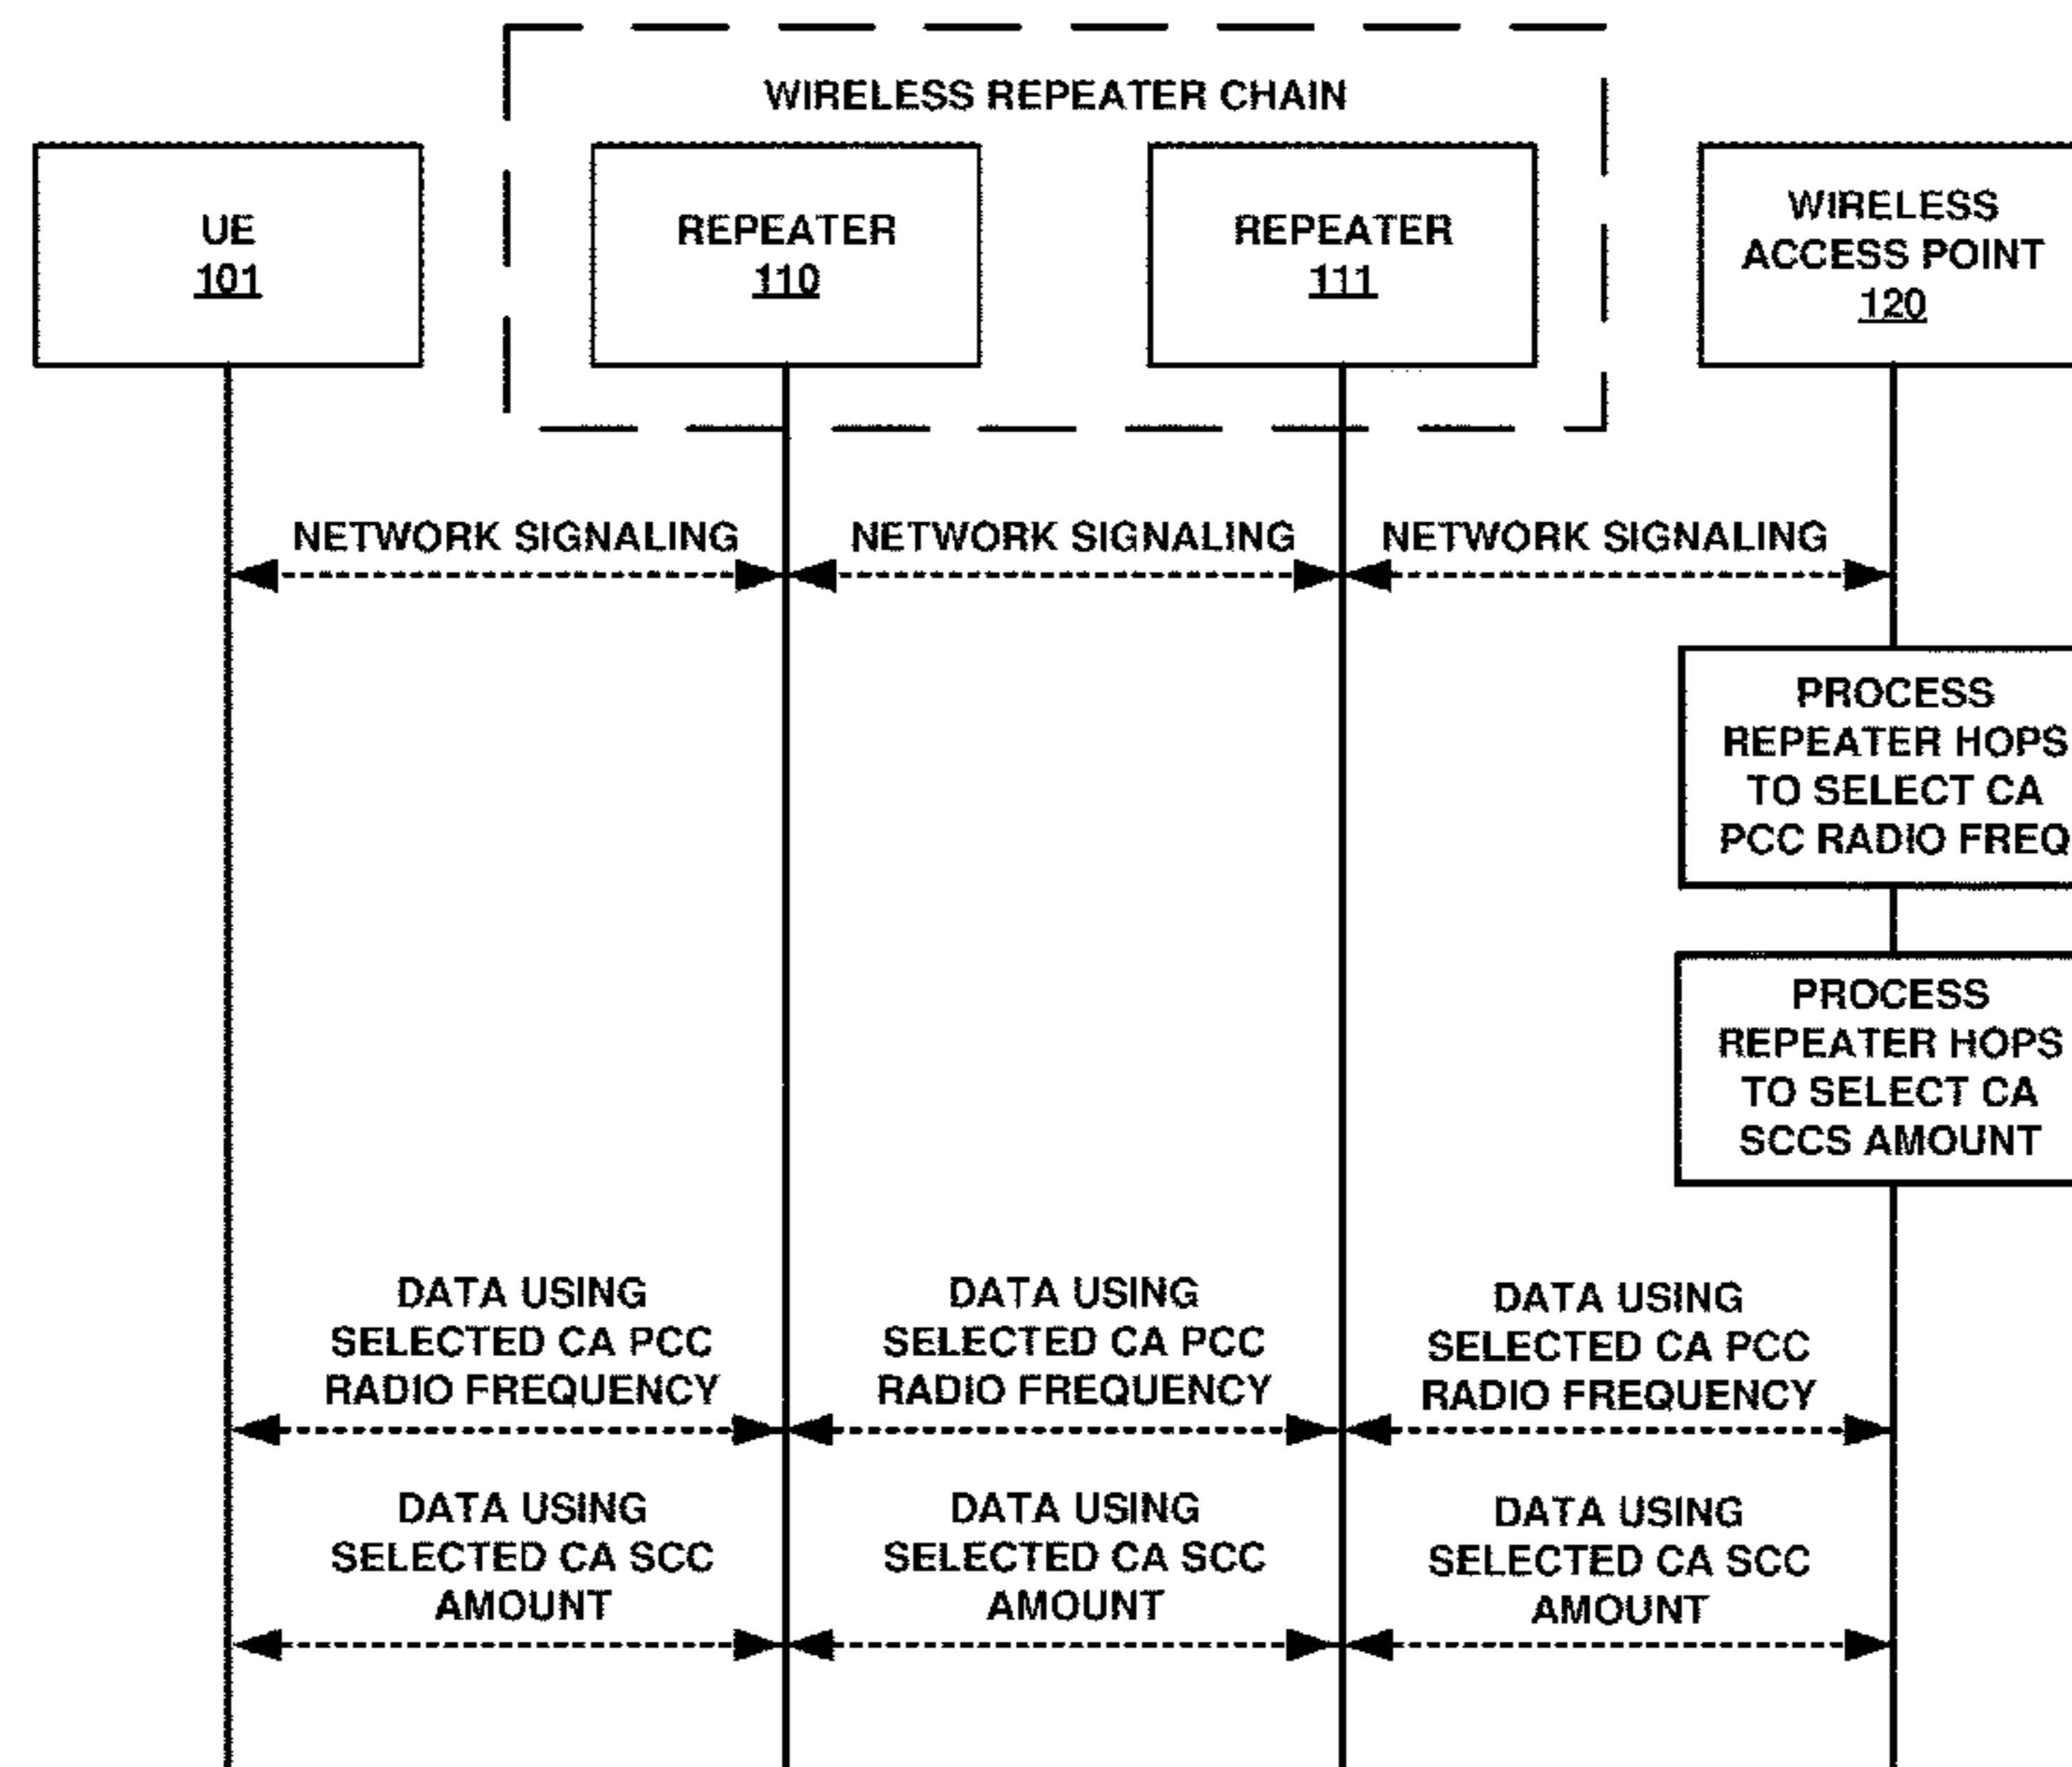 WIRELESS REPEATER CHAIN
UE
101
REPEATER
110
REPEATER
111
WIRELESS
ACCESS POINT
120
NETWORK SIGNALING
NETWORK SIGNALING
NETWORK SIGNALING
PROCESS
REPEATER HOPS
TO SELECT CA
PCC RADIO FREQ
PROCESS
REPEATER HOPS
TO SELECT CA
SCCS AMOUNT
DATA USING
SELECTED CA PCC
RADIO FREQUENCY
DATA USING
SELECTED CA PCC
RADIO FREQUENCY
DATA USING
SELECTED CA PCC
RADIO FREQUENCY
DATA USING
SELECTED CA SCC
AMOUNT
DATA USING
SELECTED CA SCC
AMOUNT
DATA USING
SELECTED CA SCC
AMOUNT